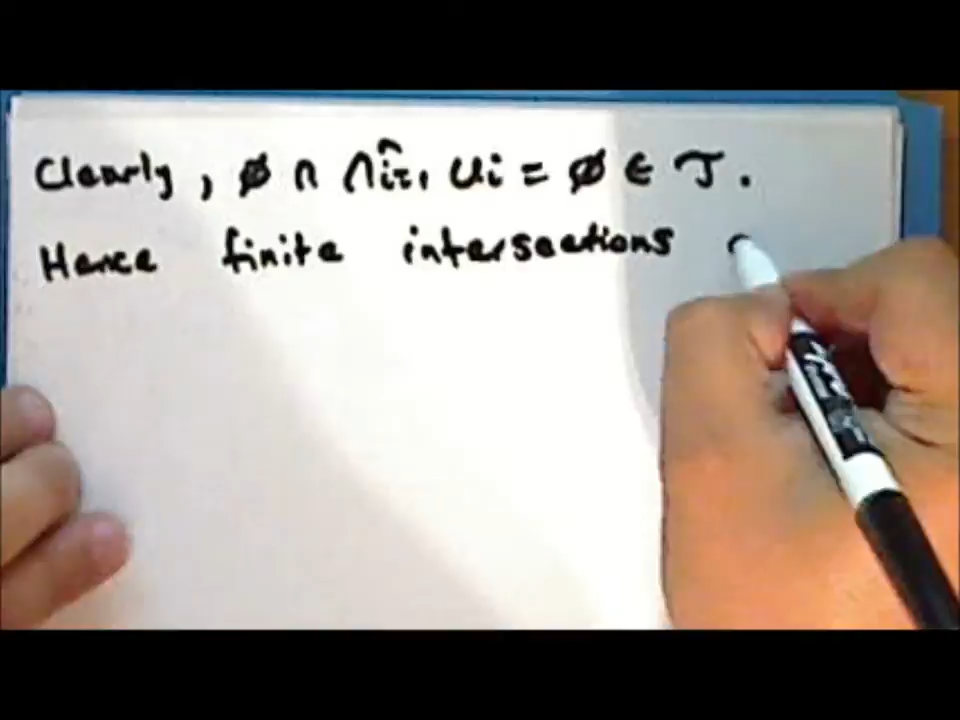 Clearly, ∅ ∩ ∩ⁿᵢ₌₁ Uᵢ = ∅ ∈ T.
Hence finite intersections